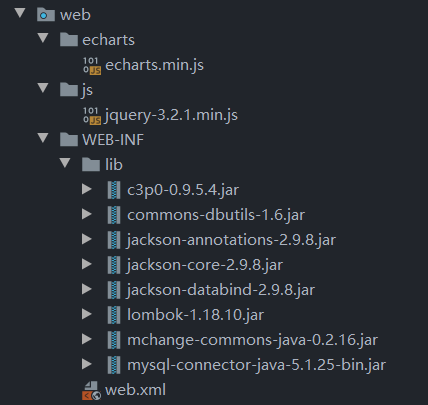 web
echarts
echarts.min.js
js
jquery-3.2.1.min.js
WEB-INF
lib
c3p0-0.9.5.4.jar
commons-dbutils-1.6.jar
jackson-annotations-2.9.8.jar
jackson-core-2.9.8.jar
jackson-databind-2.9.8.jar
lombok-1.18.10.jar
mchange-commons-java-0.2.16.jar
mysql-connector-java-5.1.25-bin.jar
web.xml